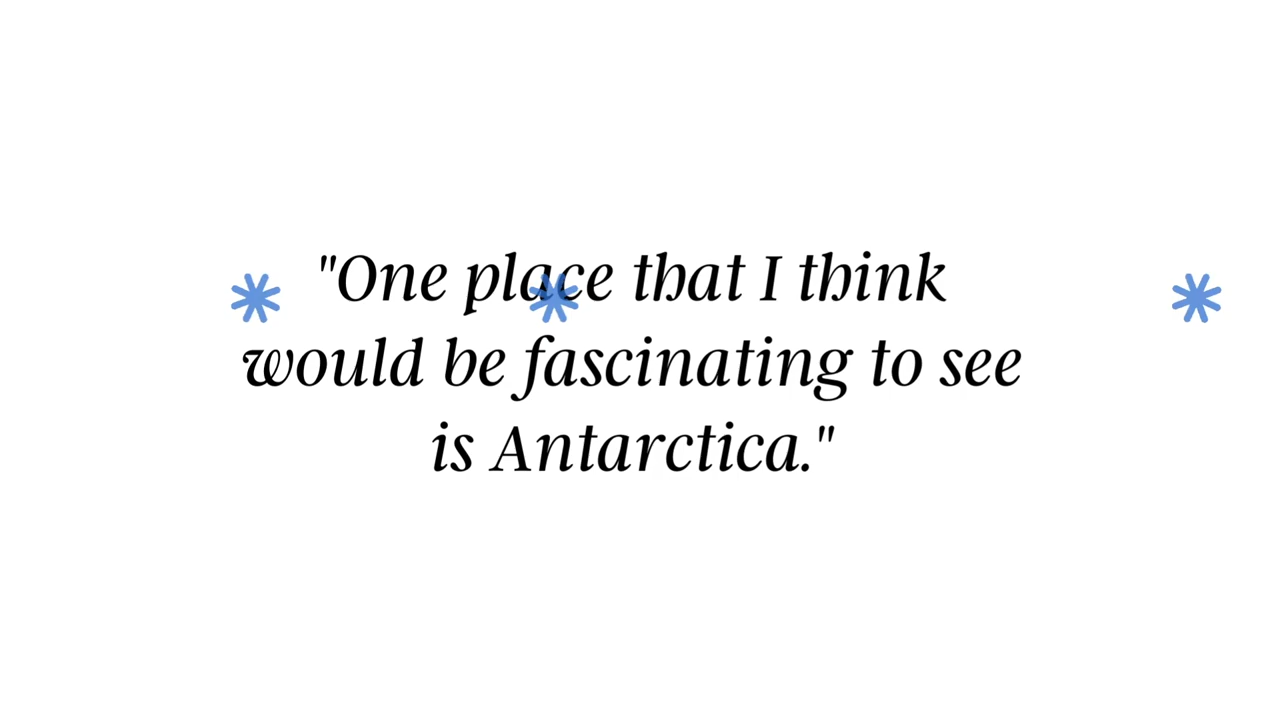 "One place that I think
would be fascinating to see
is Antarctica."